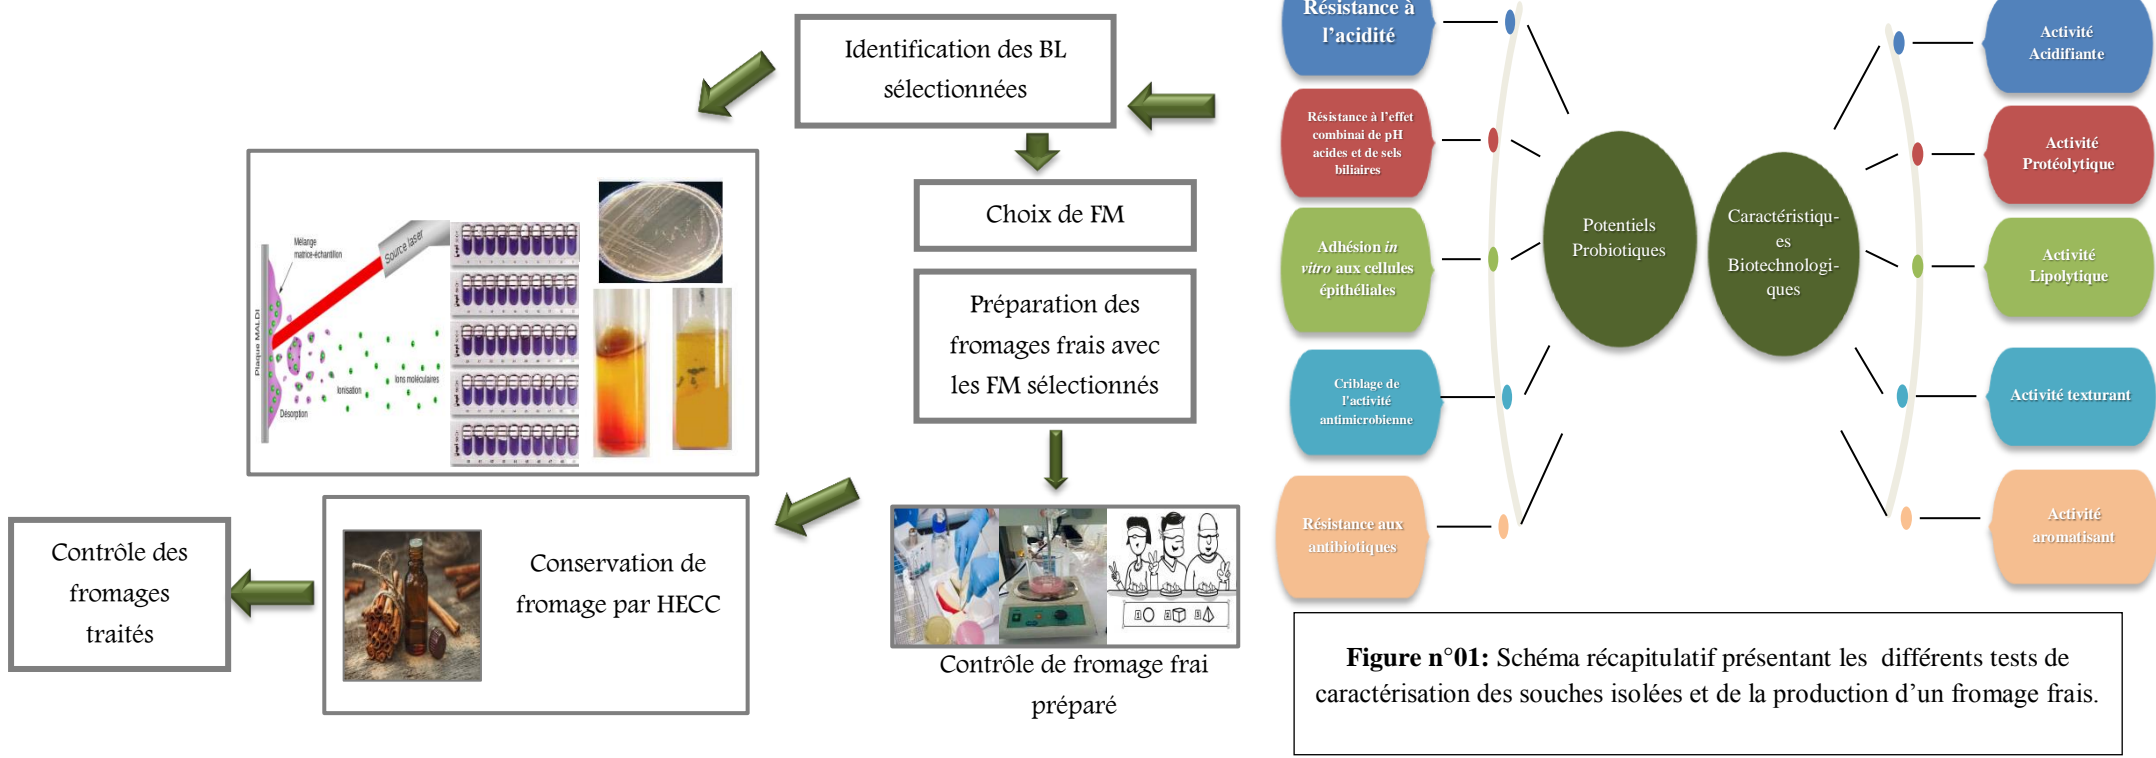 Identification des BL
sélectionnées
Choix de FM
Préparation des
fromages frais avec
les FM sélectionnés
Mélange
matrice-échantillon
Source laser
Plaque MALDI
Ionisation
Ions moléculaires
Désorption
Contrôle de fromage frai
préparé
Conservation de
fromage par HECC
Contrôle des
fromages
traités
Résistance à
l'acidité
Résistance à l'effet
combinai de pH
acides et de sels
biliaires
Adhésion in
vitro aux cellules
épithéliales
Criblage de
l'activité
antimicrobienne
Résistance aux
antibiotiques
Potentiels
Probiotiques
Caractéristiqu-
es
Biotechnologi-
ques
Activité
Acidifiante
Activité
Protéolytique
Activité
Lipolytique
Activité texturant
Activité
aromatisant
Figure n°01: Schéma récapitulatif présentant les différents tests de
caractérisation des souches isolées et de la production d'un fromage frais.